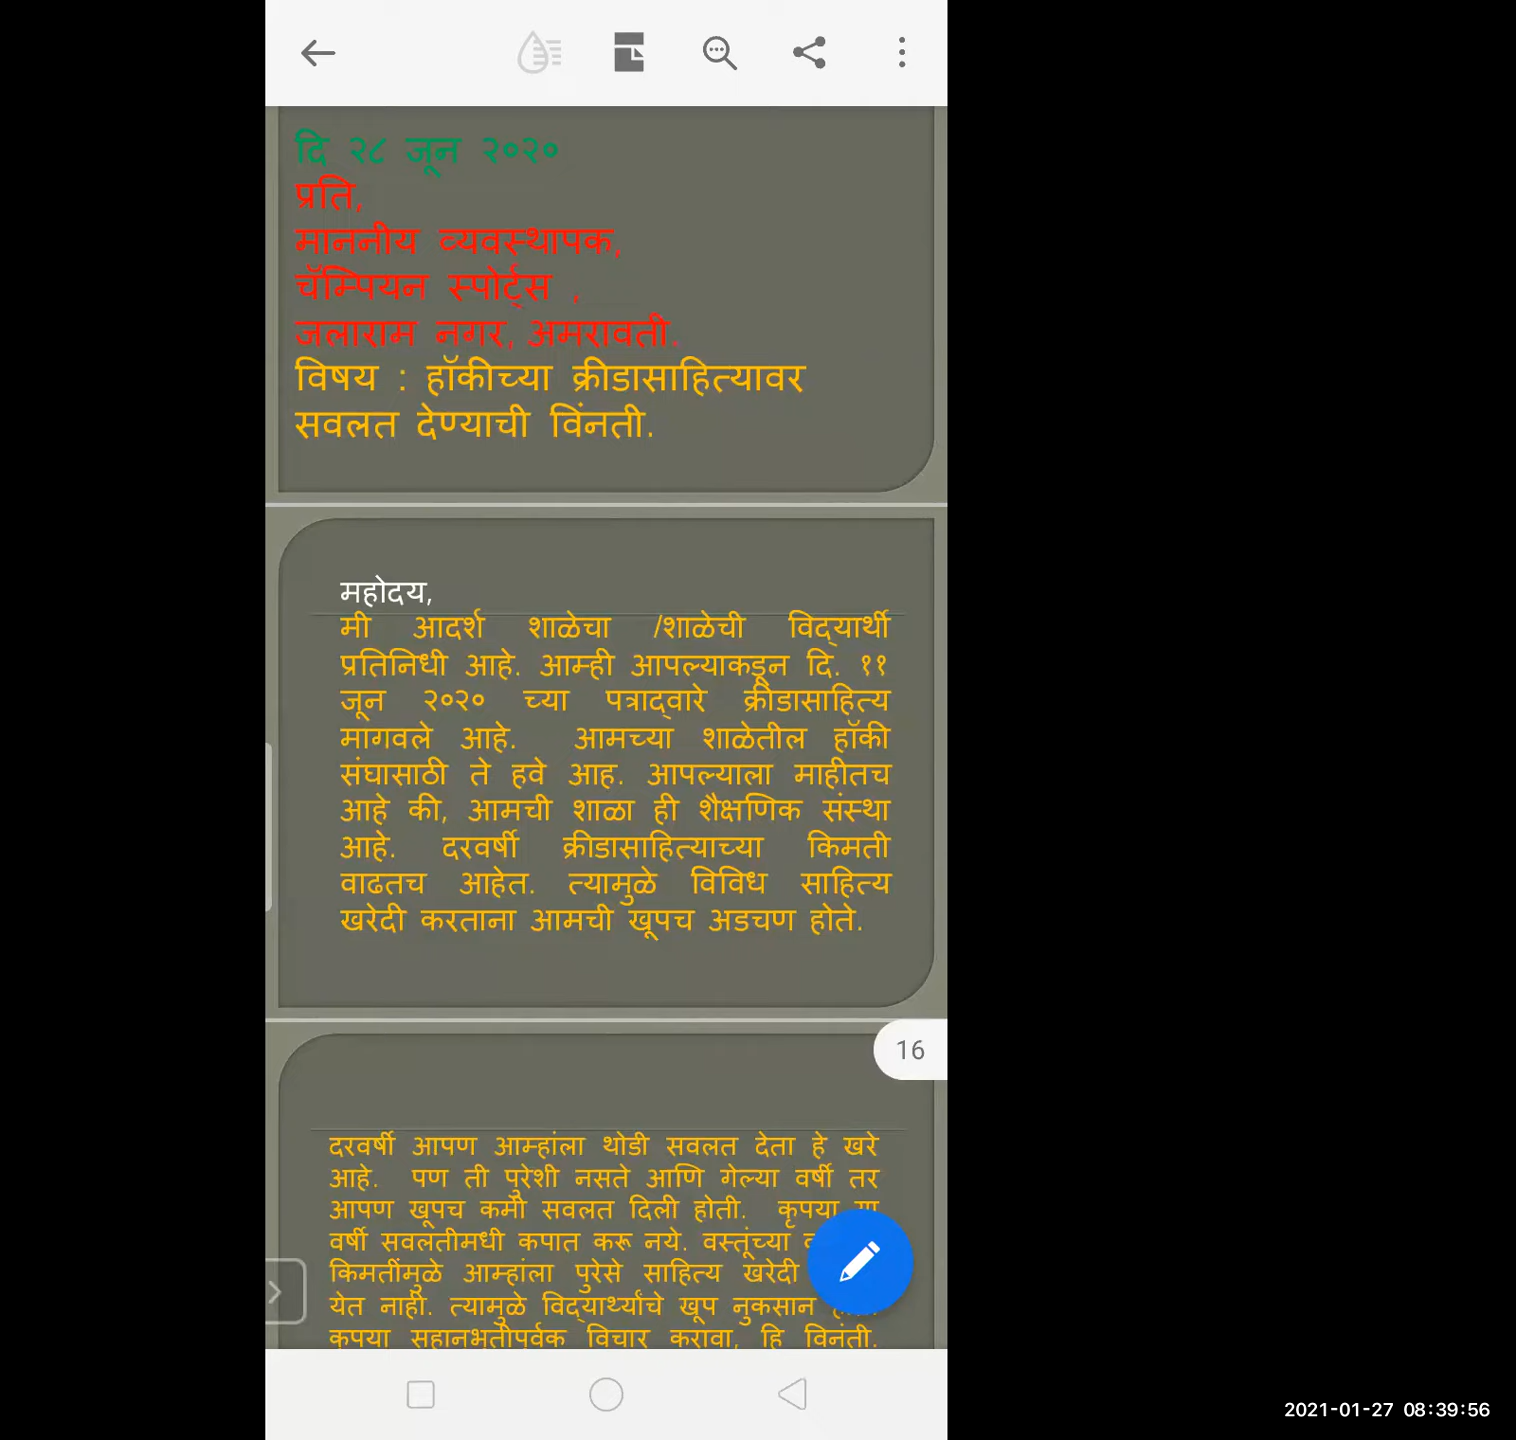 दि २८ जून २०२०
प्रति,
माननीय व्यवस्थापक,
चॅम्पियन स्पोर्ट्स ,
जलाराम नगर, अमरावती.
विषय : हॉकीच्या क्रीडासाहित्यावर
सवलत देण्याची विंनती.
महोदय,
मी आदर्श शाळेचा /शाळेची विद्यार्थी
प्रतिनिधी आहे. आम्ही आपल्याकडून दि. ११
जून २०२० च्या पत्राद्वारे क्रीडासाहित्य
मागवले आहे. आमच्या शाळेतील हॉकी
संघासाठी ते हवे आह. आपल्याला माहीतच
आहे की, आमची शाळा ही शैक्षणिक संस्था
आहे. दरवर्षी क्रीडासाहित्याच्या किमती
वाढतच आहेत. त्यामुळे विविध साहित्य
खरेदी करताना आमची खूपच अडचण होते.
16
दरवर्षी आपण आम्हांला थोडी सवलत देता हे खरे
आहे. पण ती पुरेशी नसते आणि गेल्या वर्षी तर
आपण खूपच कमी सवलत दिली होती. कृपया
वर्षी सवलतीमधी कपात करू नये. वस्तूंच्या
किमतींमुळे आम्हांला पुरेसे साहित्य खरेदी
येत नाही. त्यामुळे विद्यार्थ्यांचे खूप नुकसान
कृपया सहानुभूतीपूर्वक विचार करावा, हि विनंती.
2021-01-27 08:39:56